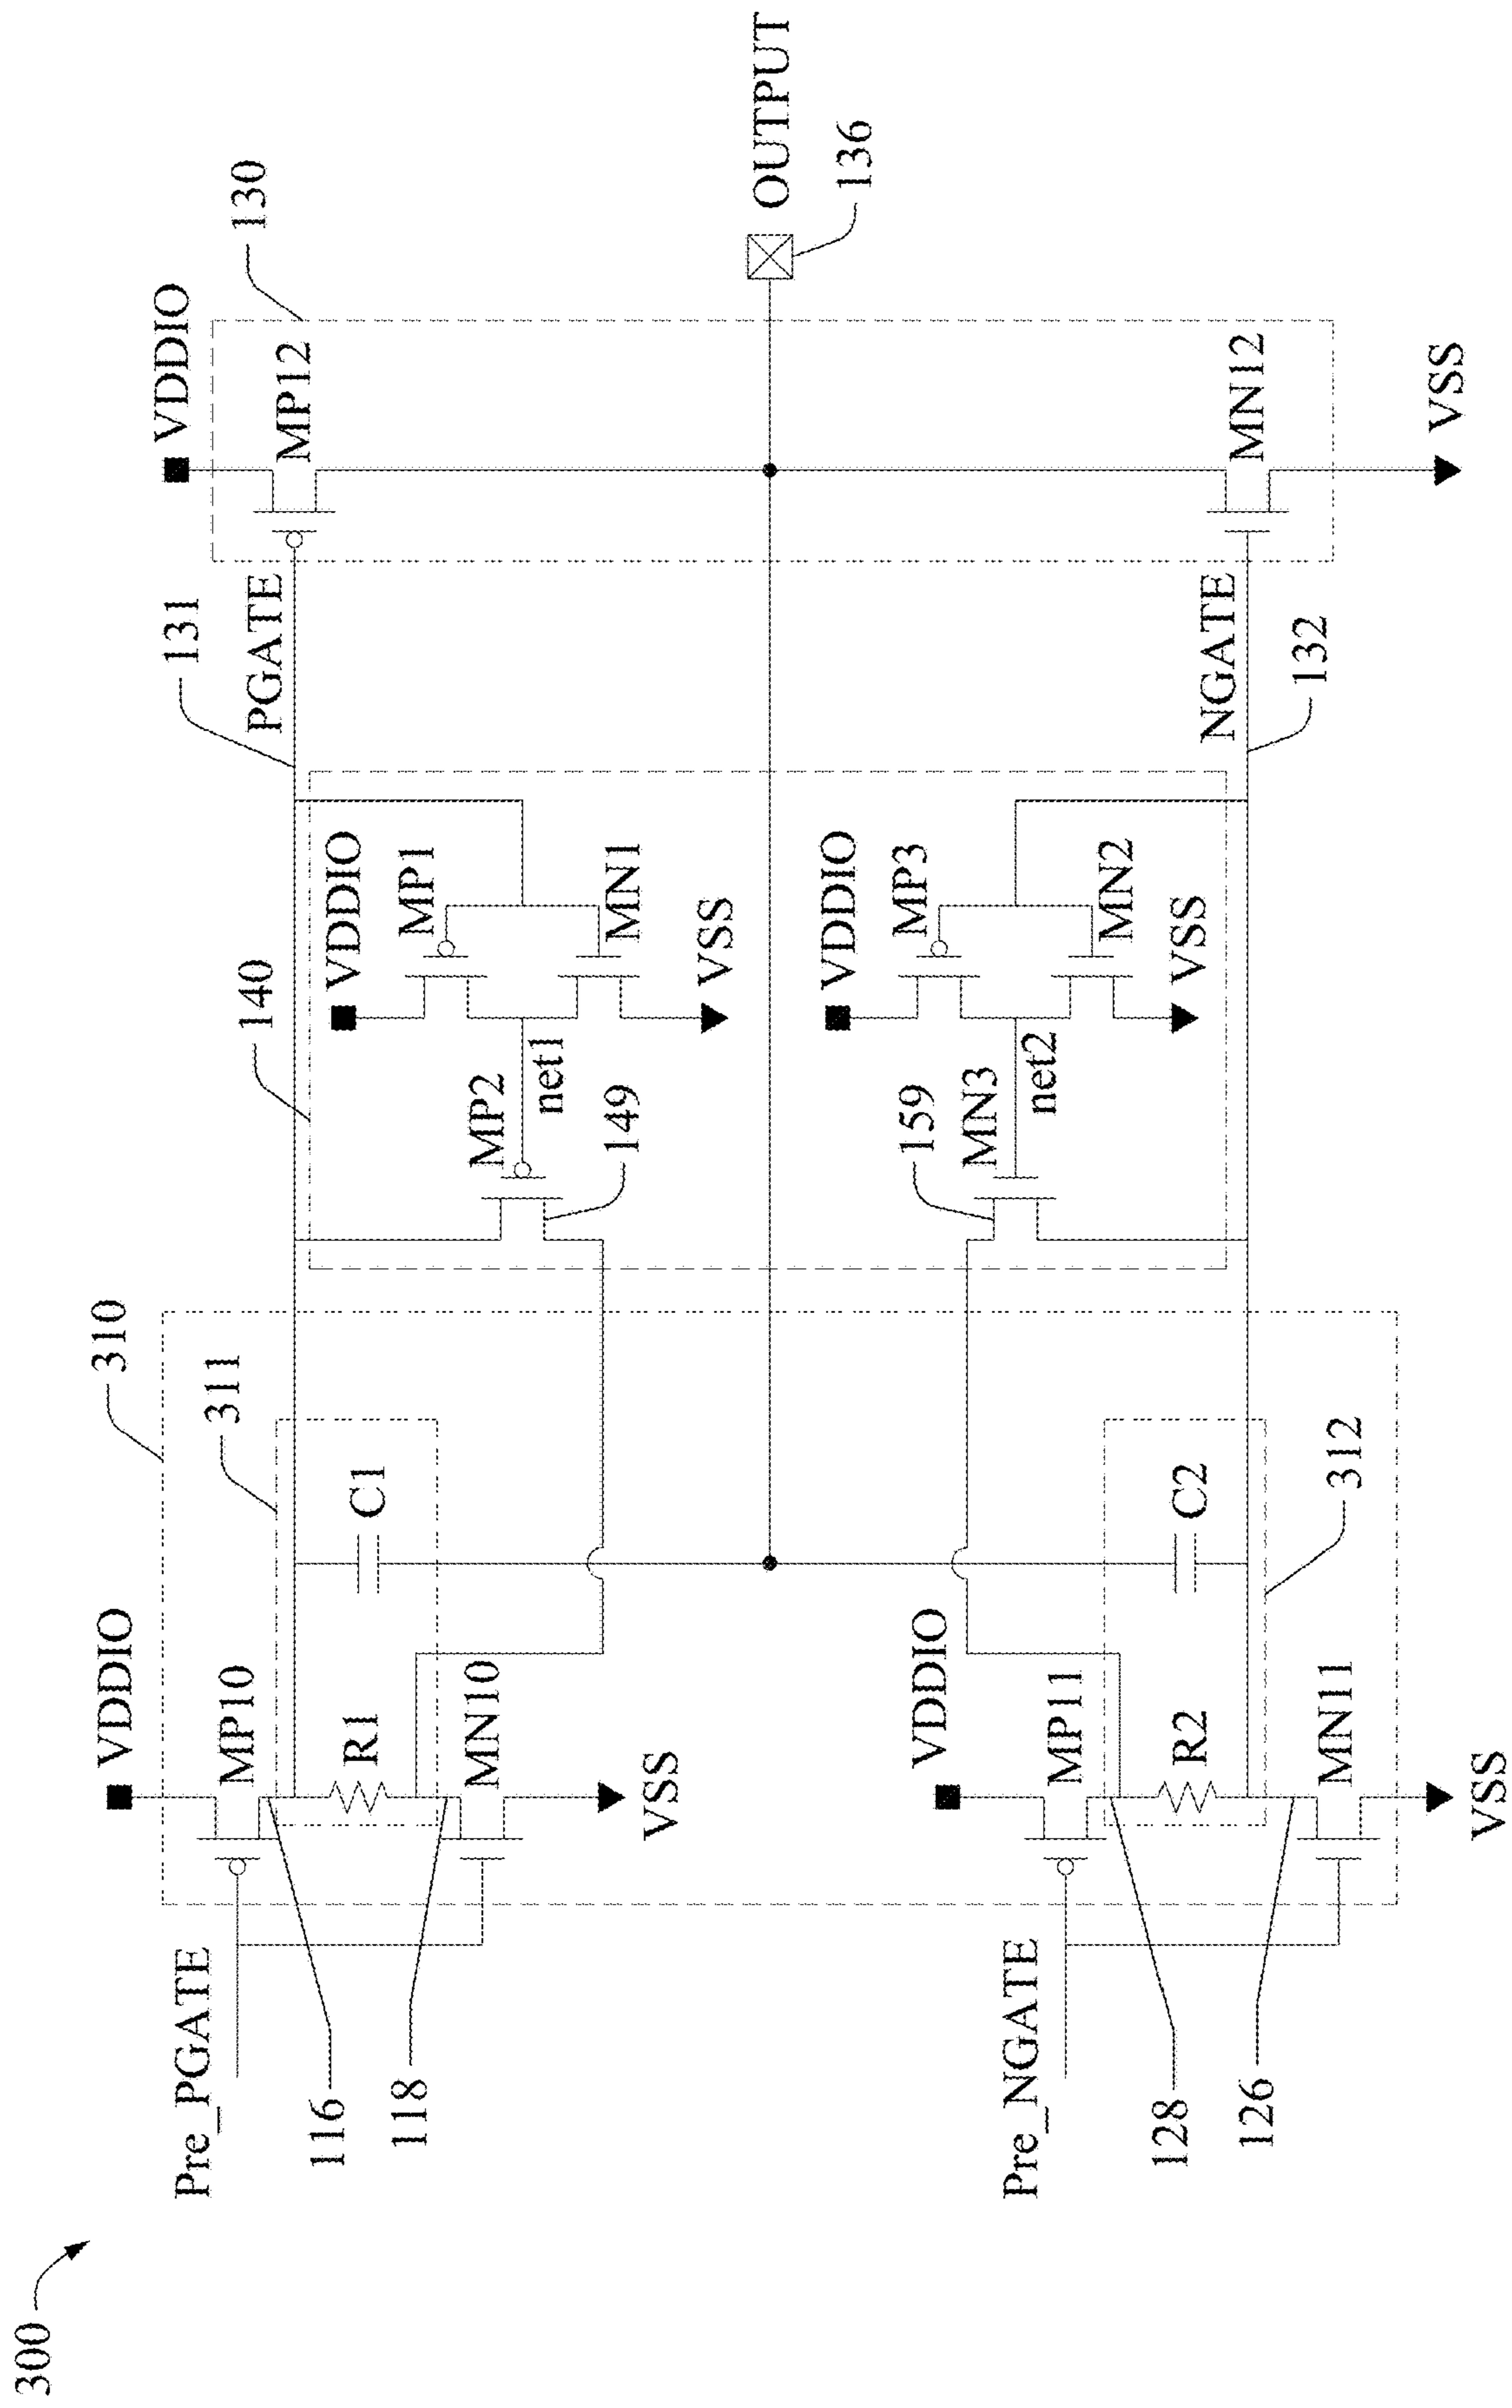 300
310
VDDIO
311
MP10
Pre_PGATE
116
R1
C1
118
MN10
VSS
140
131
VDDIO
MP1
MP2
net1
MN1
149
VSS
PGATE
VDDIO
130
MP12
OUTPUT
136
VDDIO
MP11
Pre_NGATE
128
R2
C2
126
MN11
312
VSS
159
VDDIO
MP3
MN3
net2
MN2
VSS
NGATE
132
MN12
VSS